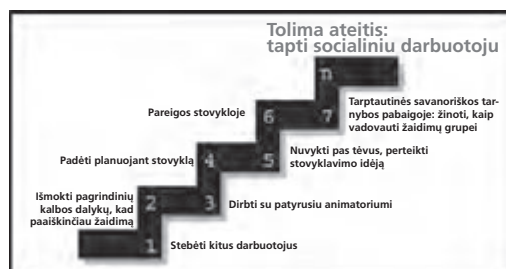 Tolima ateitis:
tapti socialiniu darbuotoju
n
Pareigos stovykloje
6
7
Tarptautinės savanoriškos tar-
nybos pabaigoje: žinoti, kaip
vadovauti žaidimų grupei
Padėti planuojant stovyklą
4
5
Nuvykti pas tėvus, perteikti
stovyklavimo idėją
Išmokti pagrindinių
kalbos dalykų, kad
paaiškinčiau žaidimą
2
3
Dirbti su patyrusiu animatoriumi
1
Stebėti kitus darbuotojus